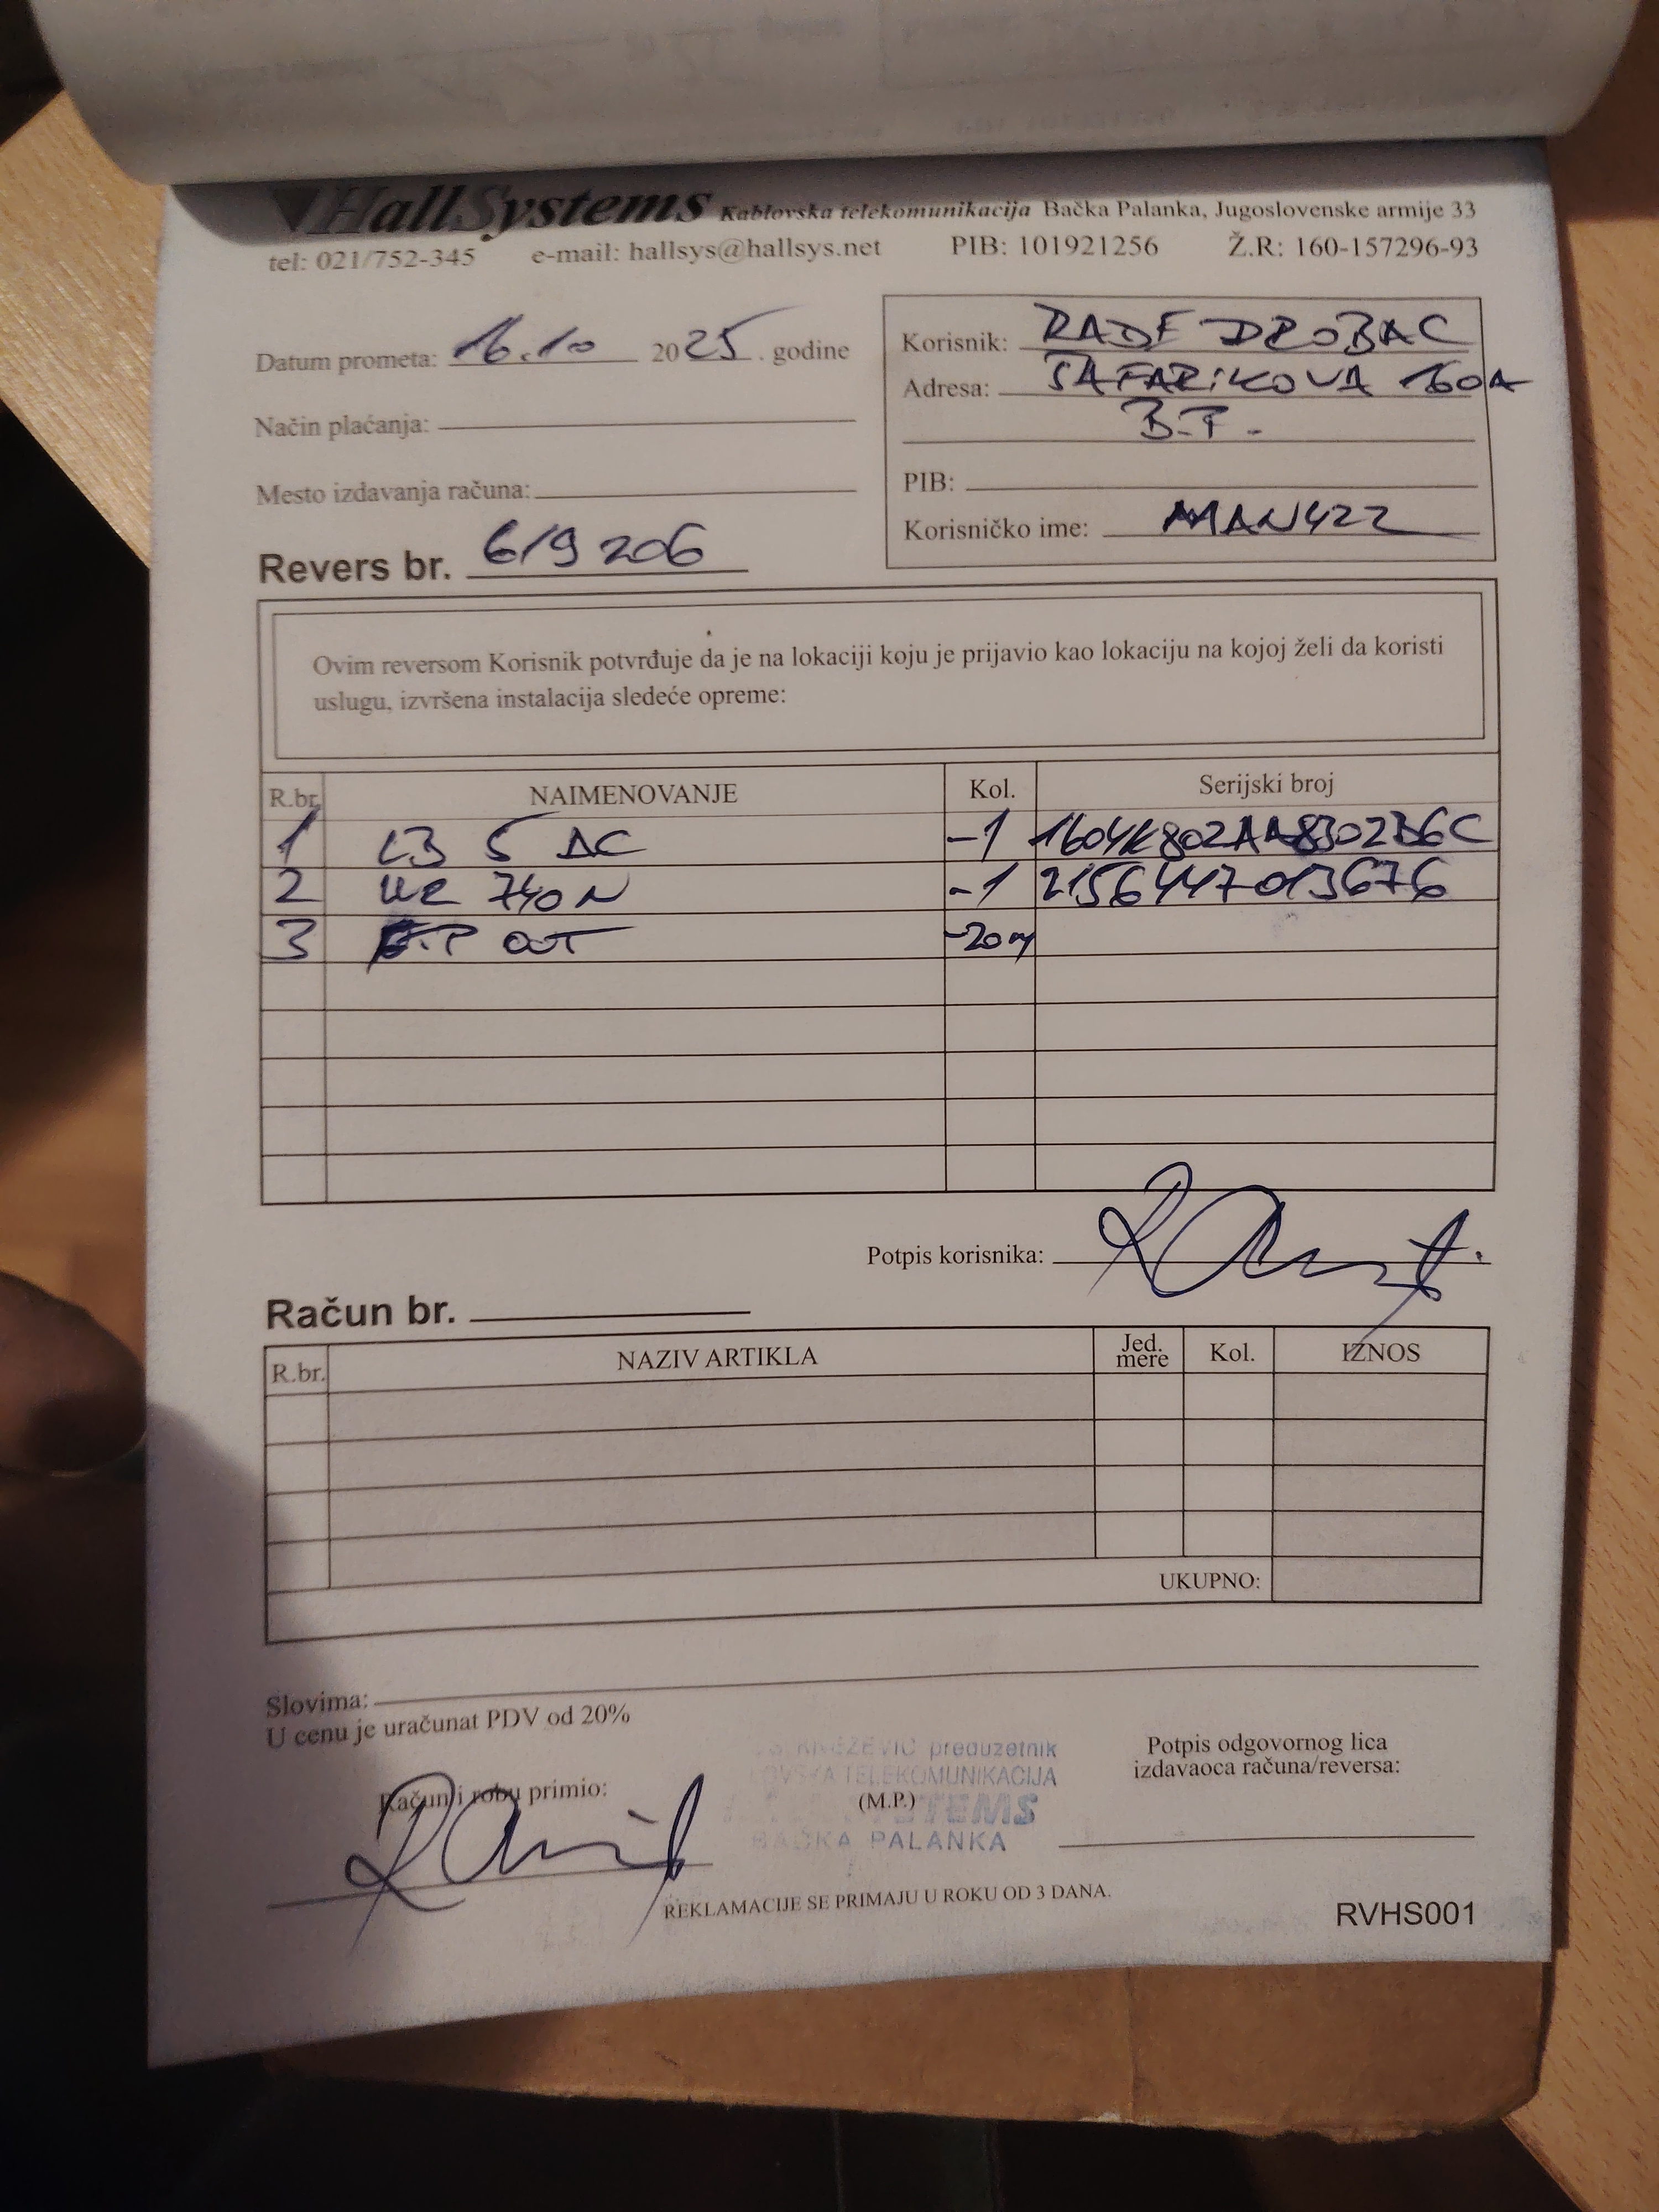 HallSystems Kablovska telekomunikacija Bačka Palanka, Jugoslovenske armije 33
tel: 021/752-345 e-mail: hallsys@hallsys.net PIB: 101921256 Ž.R: 160-157296-93
Datum prometa: 16.10 2025. godine
Način plaćanja:
Mesto izdavanja računa:
Revers br. 619206
Korisnik: RADE DROBAC
Adresa: ŠAFARiKOVA 160A
B.P.
PIB:
Korisničko ime: MAN422
Ovim reversom Korisnik potvrđuje da je na lokaciji koju je prijavio kao lokaciju na kojoj želi da koristi
uslugu, izvršena instalacija sledeće opreme:
R.br. NAIMENOVANJE Kol. Serijski broj
1 LB 5 AC -1 1604K802AA8302B6C
2 WR 740N -1 2156447013676
3 F.P OUT -20m
Potpis korisnika:
Račun br.
R.br. NAZIV ARTIKLA Jed. mere Kol. IZNOS
UKUPNO:
Slovima:
U cenu je uračunat PDV od 20%
Račun i robu primio:
KNEŽEVIĆ preduzetnik
TELEKOMUNIKACIJA
(M.P.)
BAČKA PALANKA
Potpis odgovornog lica
izdavaoca računa/reversa:
REKLAMACIJE SE PRIMAJU U ROKU OD 3 DANA.
RVHS001